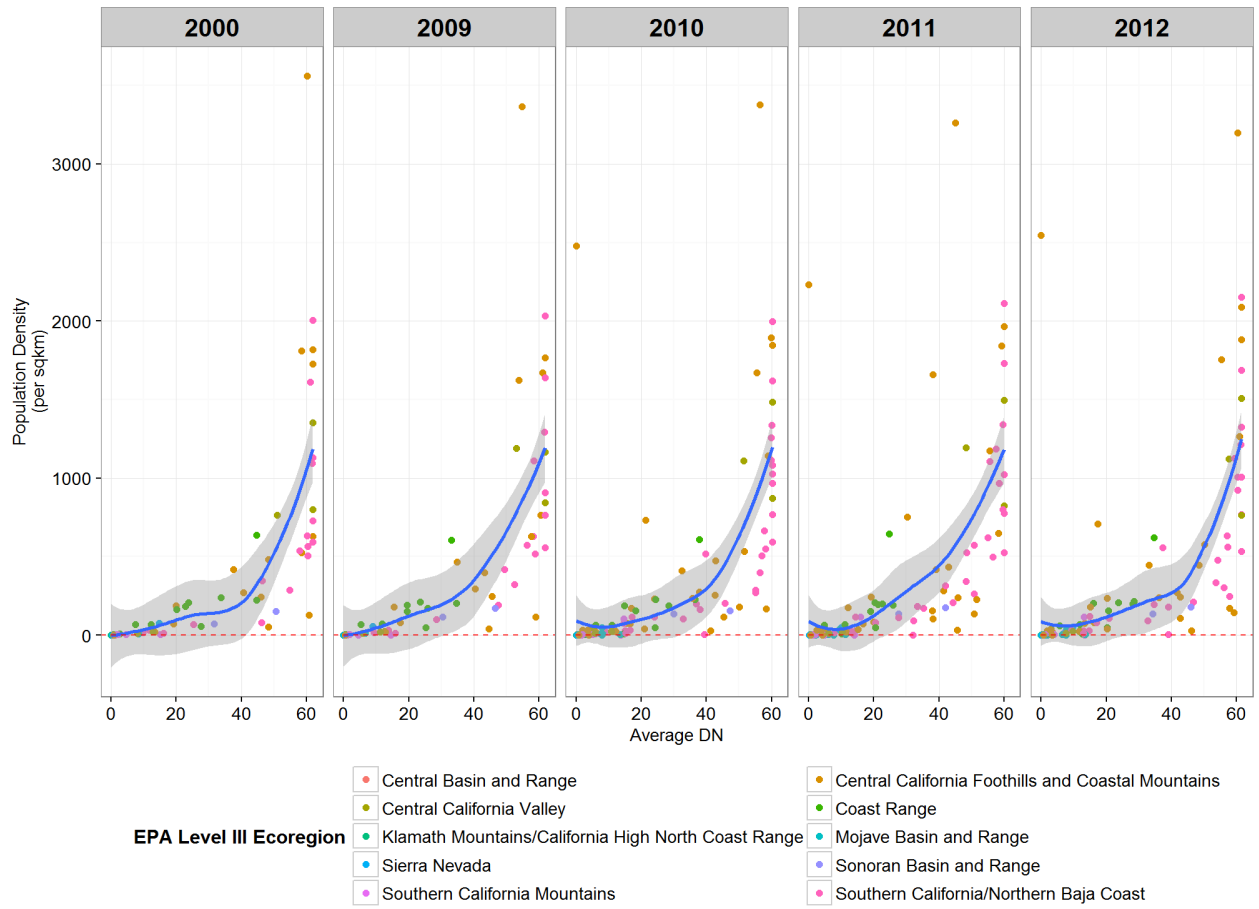 2000 2009 2010 2011 2012
3000
2000
1000
0
Population Density
(per sqkm)
0 20 40 60 0 20 40 60 0 20 40 60 0 20 40 60 0 20 40 60
Average DN
EPA Level III Ecoregion
Central Basin and Range
Central California Valley
Klamath Mountains/California High North Coast Range
Sierra Nevada
Southern California Mountains
Central California Foothills and Coastal Mountains
Coast Range
Mojave Basin and Range
Sonoran Basin and Range
Southern California/Northern Baja Coast